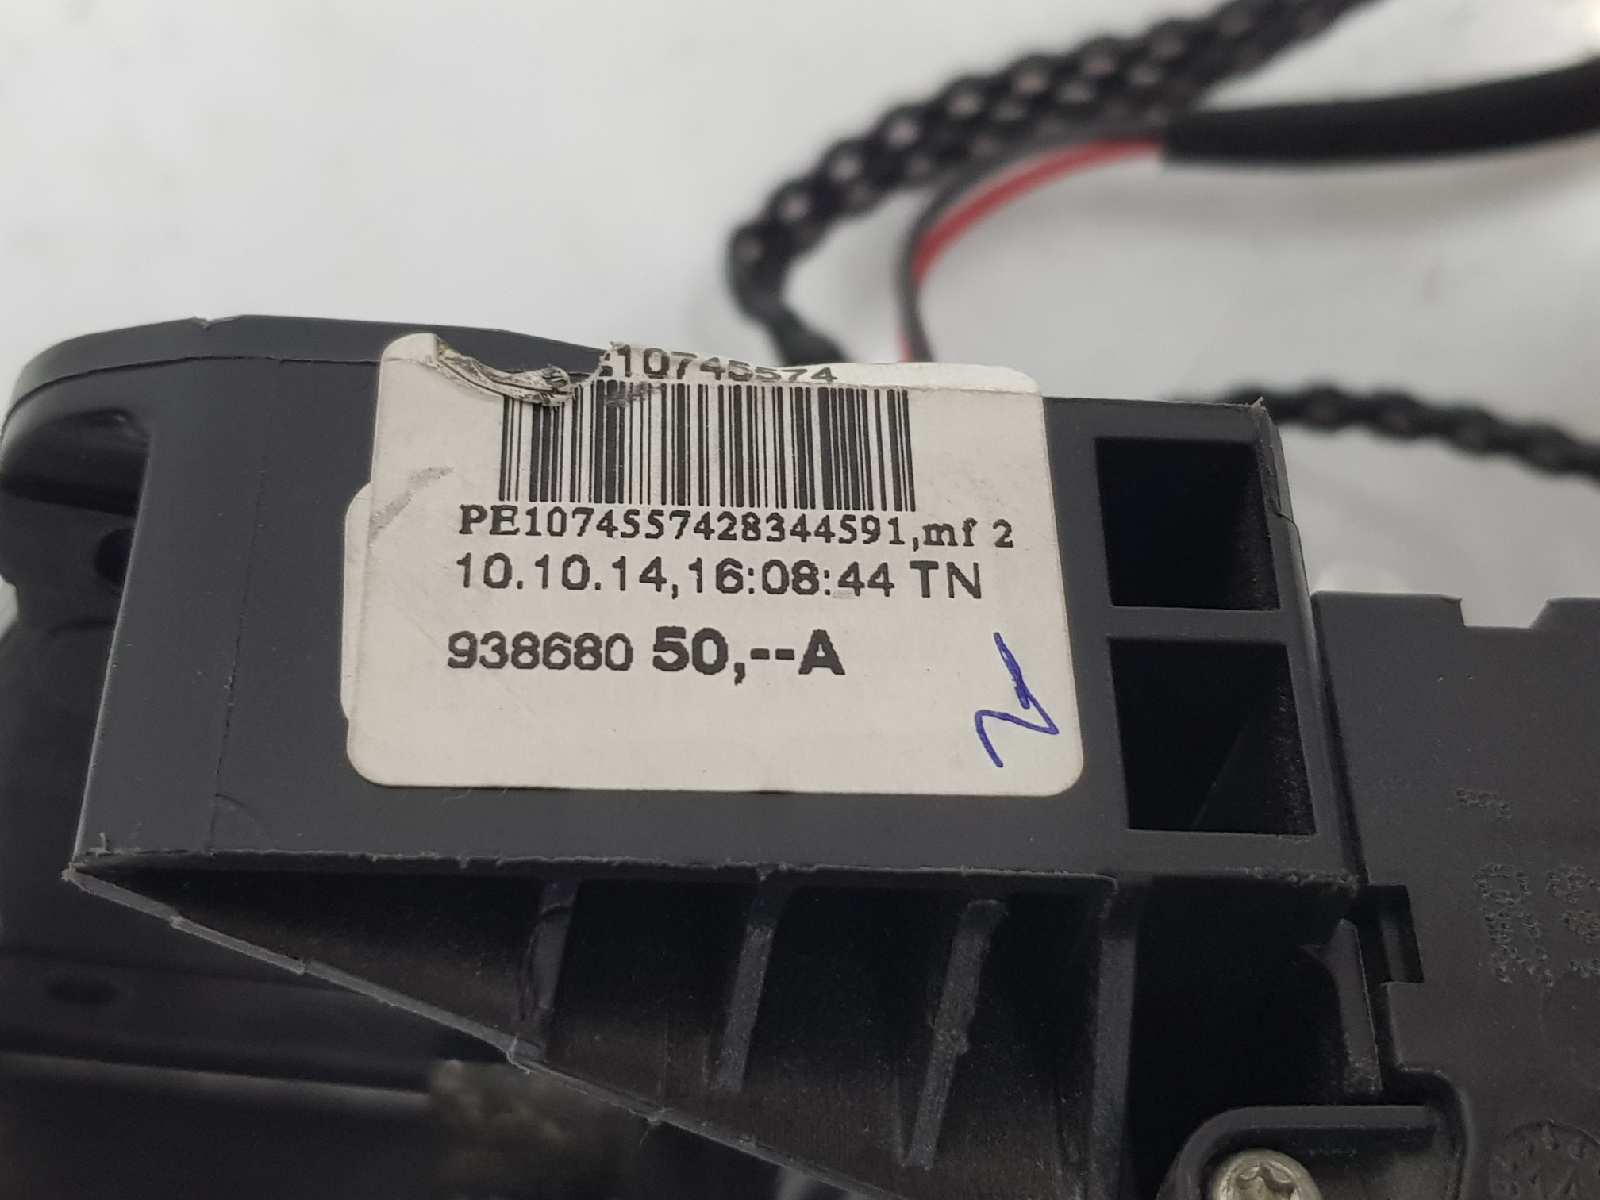 :10745574
PE1074557428344591,mf 2
10.10.14,16:08:44 TN
938680 50,--A